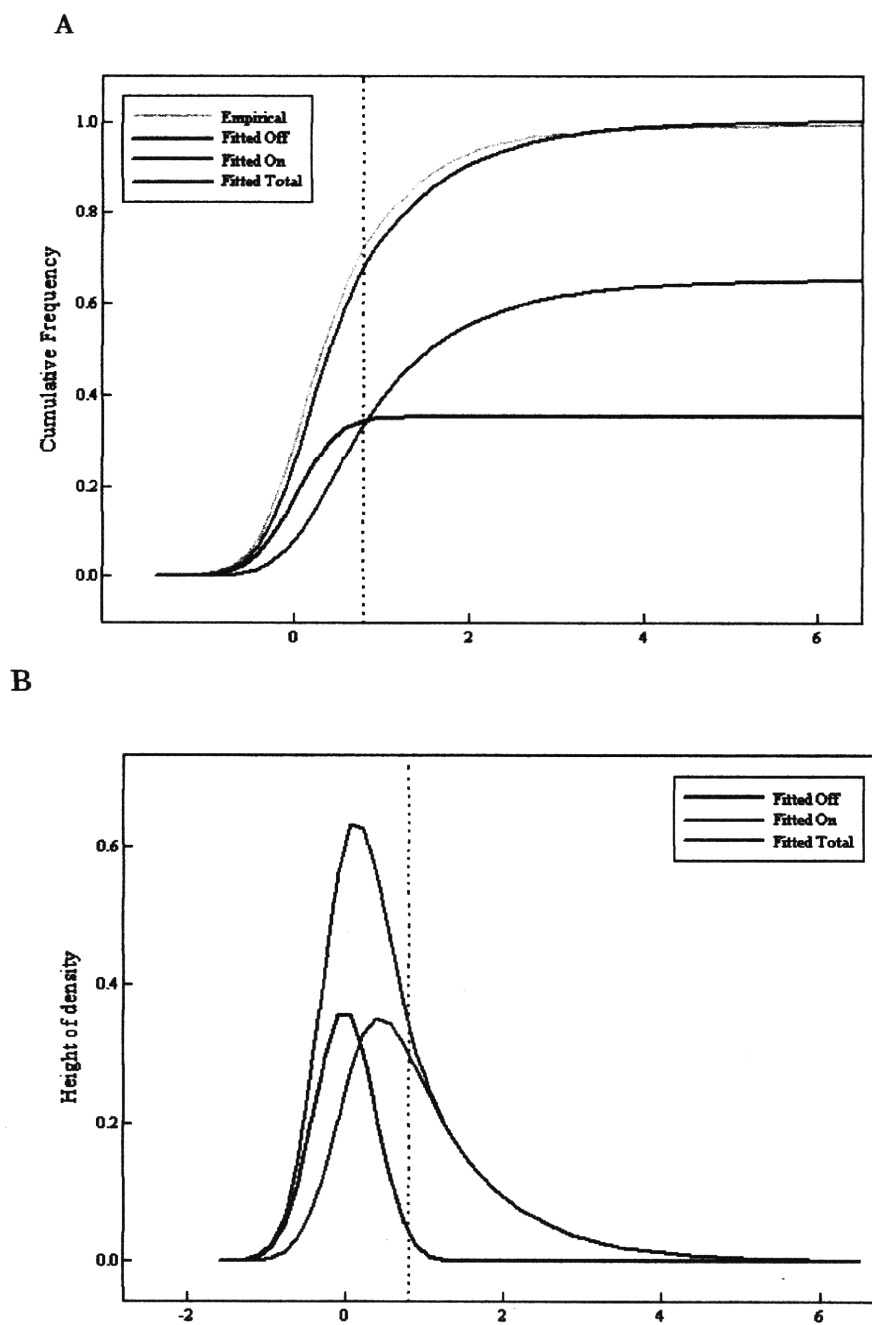 A
Empirical
Fitted Off
Fitted On
Fitted Total
1.0
0.8
0.6
0.4
0.2
0.0
Cumulative Frequency
0 2 4 6
B
Fitted Off
Fitted On
Fitted Total
0.6
0.4
0.2
0.0
Height of density
-2 0 2 4 6